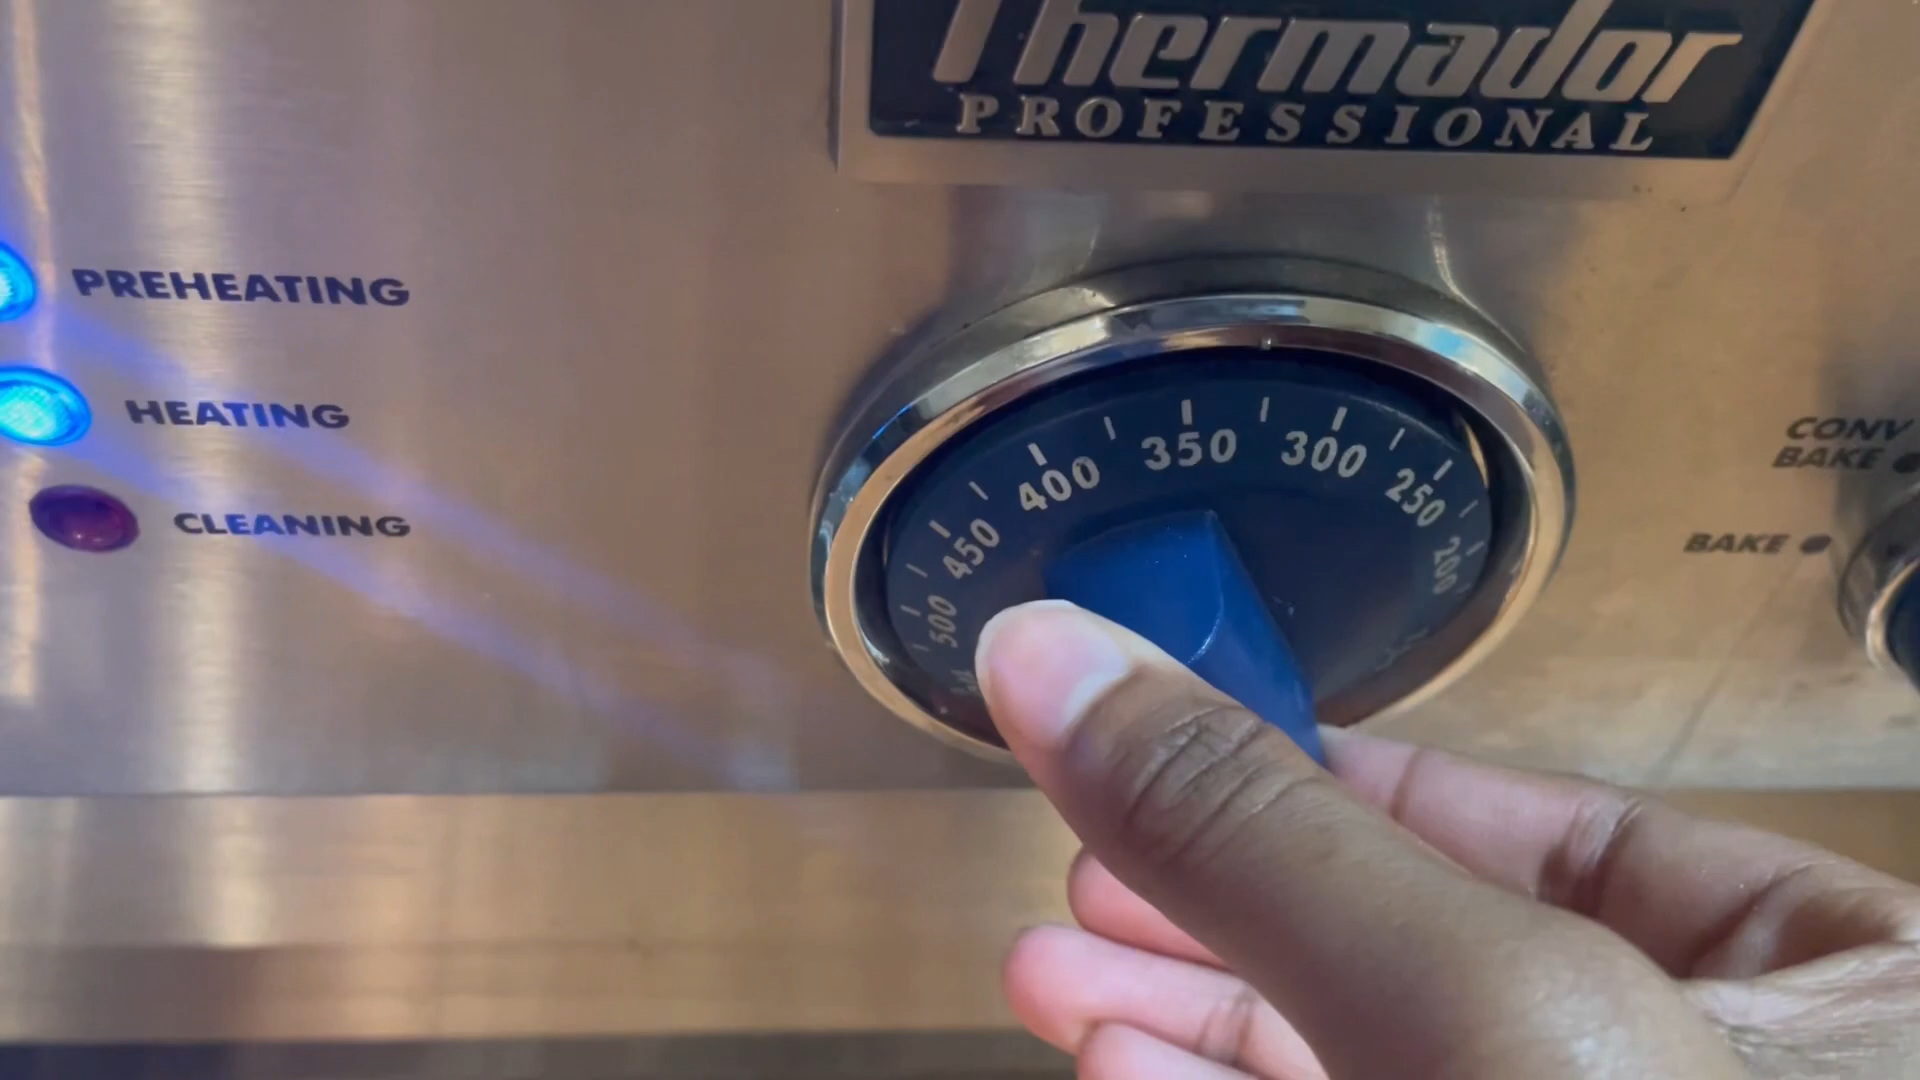 Thermador
PROFESSIONAL
PREHEATING
HEATING
CLEANING
350
300
400
250
450
200
500
CONV
BAKE
BAKE